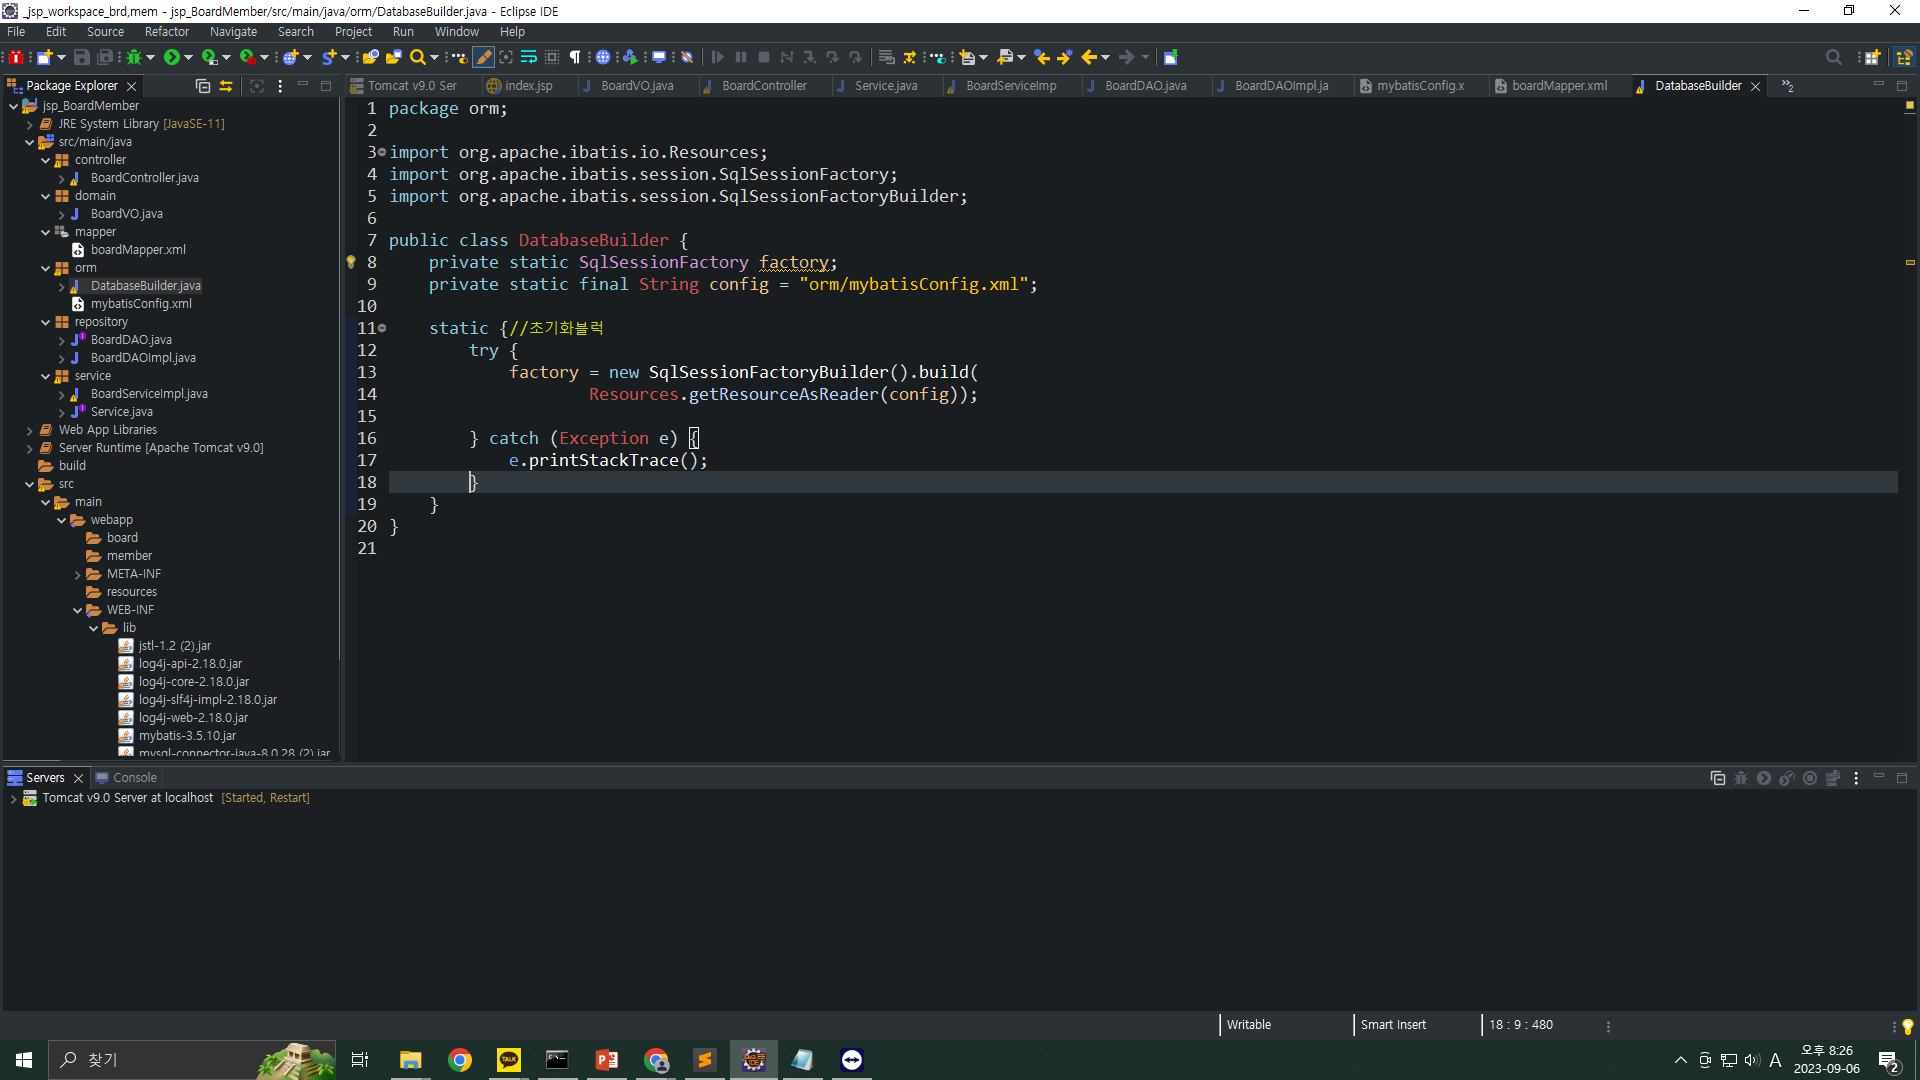 _jsp_workspace_brd,mem - jsp_BoardMember/src/main/java/orm/DatabaseBuilder.java - Eclipse IDE
File Edit Source Refactor Navigate Search Project Run Window Help
Package Explorer
Tomcat v9.0 Ser index.jsp BoardVO.java BoardController Service.java BoardServiceImp BoardDAO.java BoardDAOImpl.ja mybatisConfig.x boardMapper.xml DatabaseBuilder »2
jsp_BoardMember
JRE System Library [JavaSE-11]
src/main/java
controller
BoardController.java
domain
BoardVO.java
mapper
boardMapper.xml
orm
DatabaseBuilder.java
mybatisConfig.xml
repository
BoardDAO.java
BoardDAOImpl.java
service
BoardServiceImpl.java
Service.java
Web App Libraries
Server Runtime [Apache Tomcat v9.0]
build
src
main
webapp
board
member
META-INF
resources
WEB-INF
lib
jstl-1.2 (2).jar
log4j-api-2.18.0.jar
log4j-core-2.18.0.jar
log4j-slf4j-impl-2.18.0.jar
log4j-web-2.18.0.jar
mybatis-3.5.10.jar
mysql-connector-java-8.0.28 (2).jar
1 package orm;
2
3 import org.apache.ibatis.io.Resources;
4 import org.apache.ibatis.session.SqlSessionFactory;
5 import org.apache.ibatis.session.SqlSessionFactoryBuilder;
6
7 public class DatabaseBuilder {
8 private static SqlSessionFactory factory;
9 private static final String config = "orm/mybatisConfig.xml";
10
11 static {//초기화블럭
12 try {
13 factory = new SqlSessionFactoryBuilder().build(
14 Resources.getResourceAsReader(config));
15
16 } catch (Exception e) {
17 e.printStackTrace();
18 }
19 }
20 }
21
Servers Console
Tomcat v9.0 Server at localhost [Started, Restart]
Writable Smart Insert 18 : 9 : 480
찾기
TALK
A
오후 8:26
2023-09-06
2